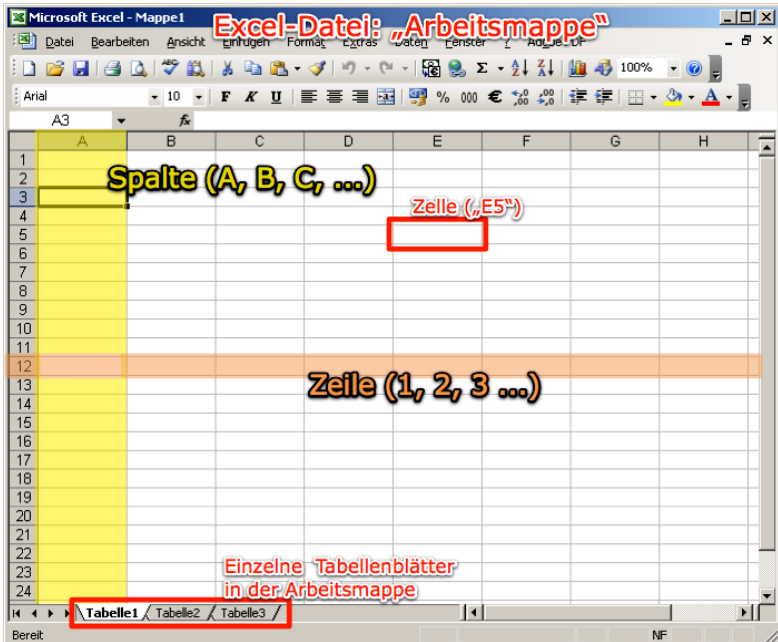 Microsoft Excel - Mappe1
Excel-Datei: „Arbeitsmappe“
Datei Bearbeiten Ansicht Einfügen Format Extras Daten Fenster ?
100%
Arial 10 F K U % 000 €
A3 fx
A B C D E F G H
1
2
Spalte (A, B, C, ...)
3
Zelle („E5“)
4
5
6
7
8
9
10
11
12
13
Zeile (1, 2, 3 ...)
14
15
16
17
18
19
20
21
22
Einzelne Tabellenblätter
23
in der Arbeitsmappe
24
Tabelle1 Tabelle2 Tabelle3
Bereit NF